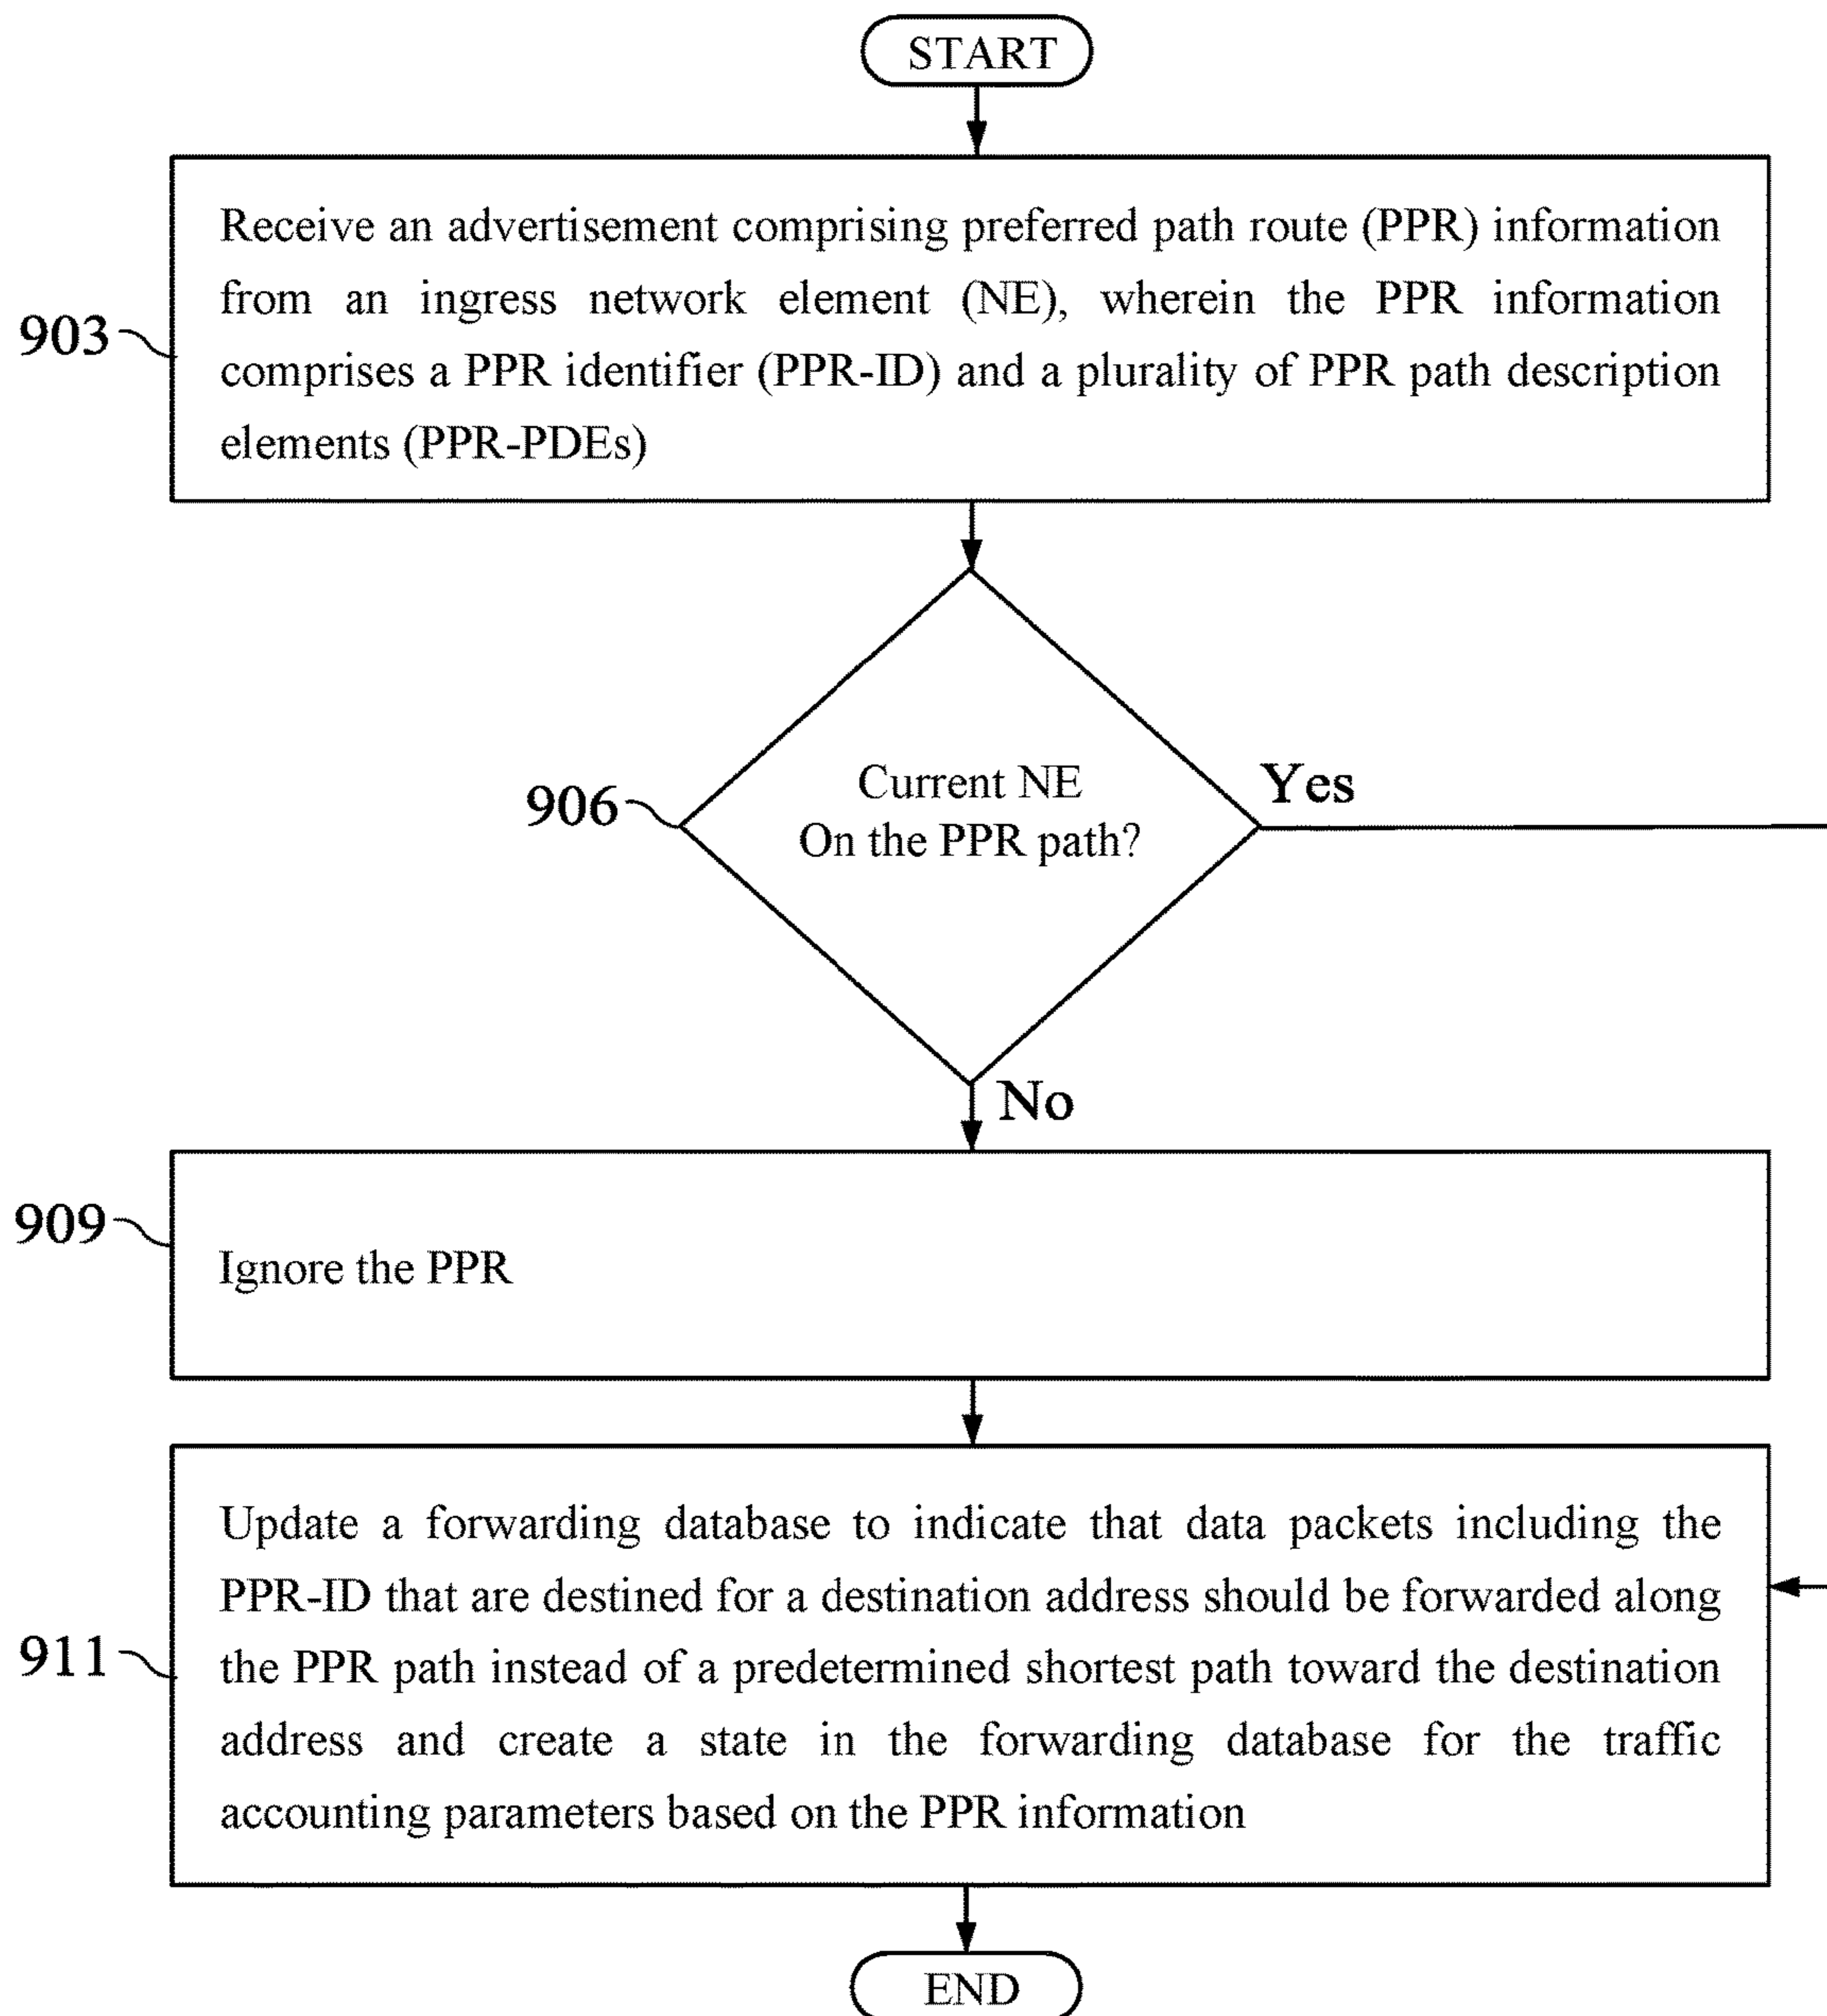 START
Receive an advertisement comprising preferred path route (PPR) information
from an ingress network element (NE), wherein the PPR information
comprises a PPR identifier (PPR-ID) and a plurality of PPR path description
elements (PPR-PDEs)
903
Current NE
On the PPR path?
906
Yes
No
909
Ignore the PPR
Update a forwarding database to indicate that data packets including the
PPR-ID that are destined for a destination address should be forwarded along
the PPR path instead of a predetermined shortest path toward the destination
address and create a state in the forwarding database for the traffic
accounting parameters based on the PPR information
911
END